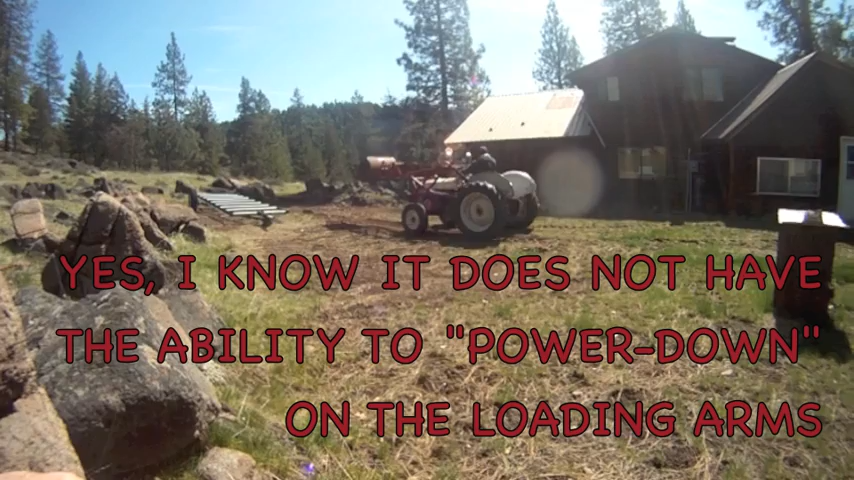 YES, I KNOW IT DOES NOT HAVE
THE ABILITY TO "POWER-DOWN"
ON THE LOADING ARMS